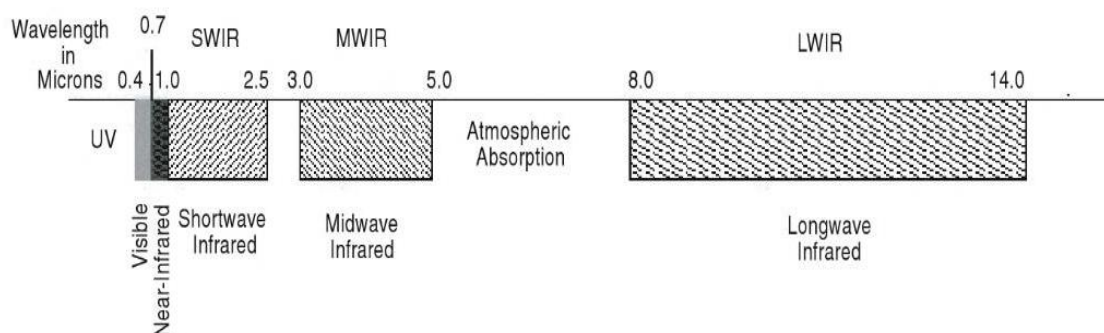 Wavelength
in
Microns
0.7
SWIR
MWIR
LWIR
0.4
1.0
2.5
3.0
5.0
8.0
14.0
UV
Atmospheric
Absorption
Visible
Near-Infrared
Shortwave
Infrared
Midwave
Infrared
Longwave
Infrared